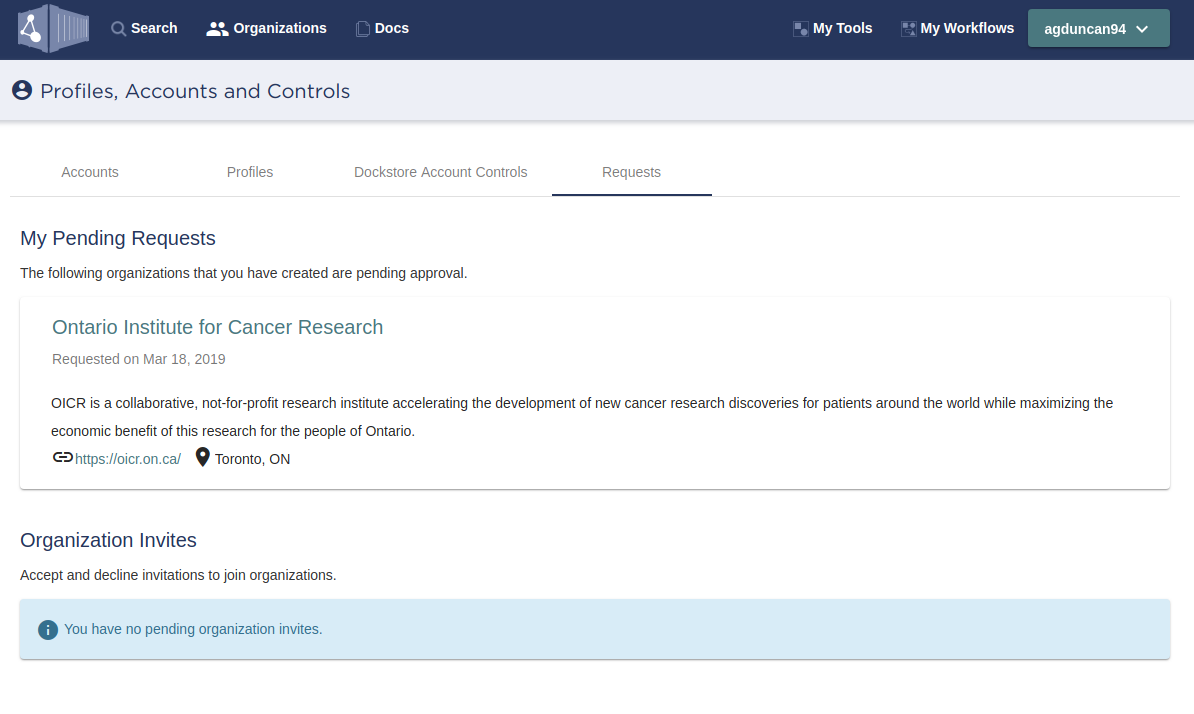 Search Organizations Docs My Tools My Workflows agduncan94
Profiles, Accounts and Controls
Accounts Profiles Dockstore Account Controls Requests
My Pending Requests
The following organizations that you have created are pending approval.
Ontario Institute for Cancer Research
Requested on Mar 18, 2019
OICR is a collaborative, not-for-profit research institute accelerating the development of new cancer research discoveries for patients around the world while maximizing the
economic benefit of this research for the people of Ontario.
https://oicr.on.ca/ Toronto, ON
Organization Invites
Accept and decline invitations to join organizations.
You have no pending organization invites.